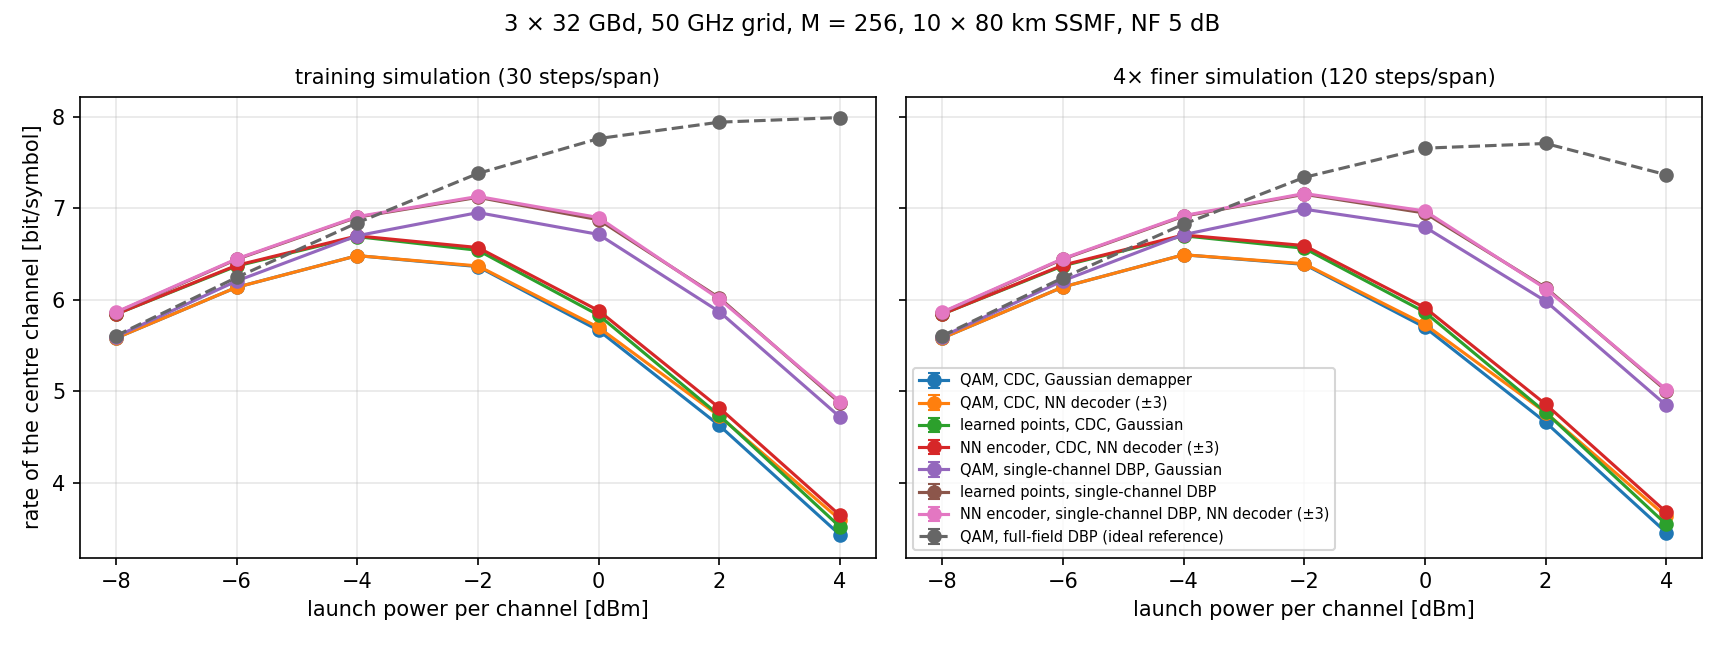 3 × 32 GBd, 50 GHz grid, M = 256, 10 × 80 km SSMF, NF 5 dB
training simulation (30 steps/span)
rate of the centre channel [bit/symbol]
8
7
6
5
4
−8
−6
−4
−2
0
2
4
launch power per channel [dBm]
4× finer simulation (120 steps/span)
QAM, CDC, Gaussian demapper
QAM, CDC, NN decoder (±3)
learned points, CDC, Gaussian
NN encoder, CDC, NN decoder (±3)
QAM, single-channel DBP, Gaussian
learned points, single-channel DBP
NN encoder, single-channel DBP, NN decoder (±3)
QAM, full-field DBP (ideal reference)
−8
−6
−4
−2
0
2
4
launch power per channel [dBm]